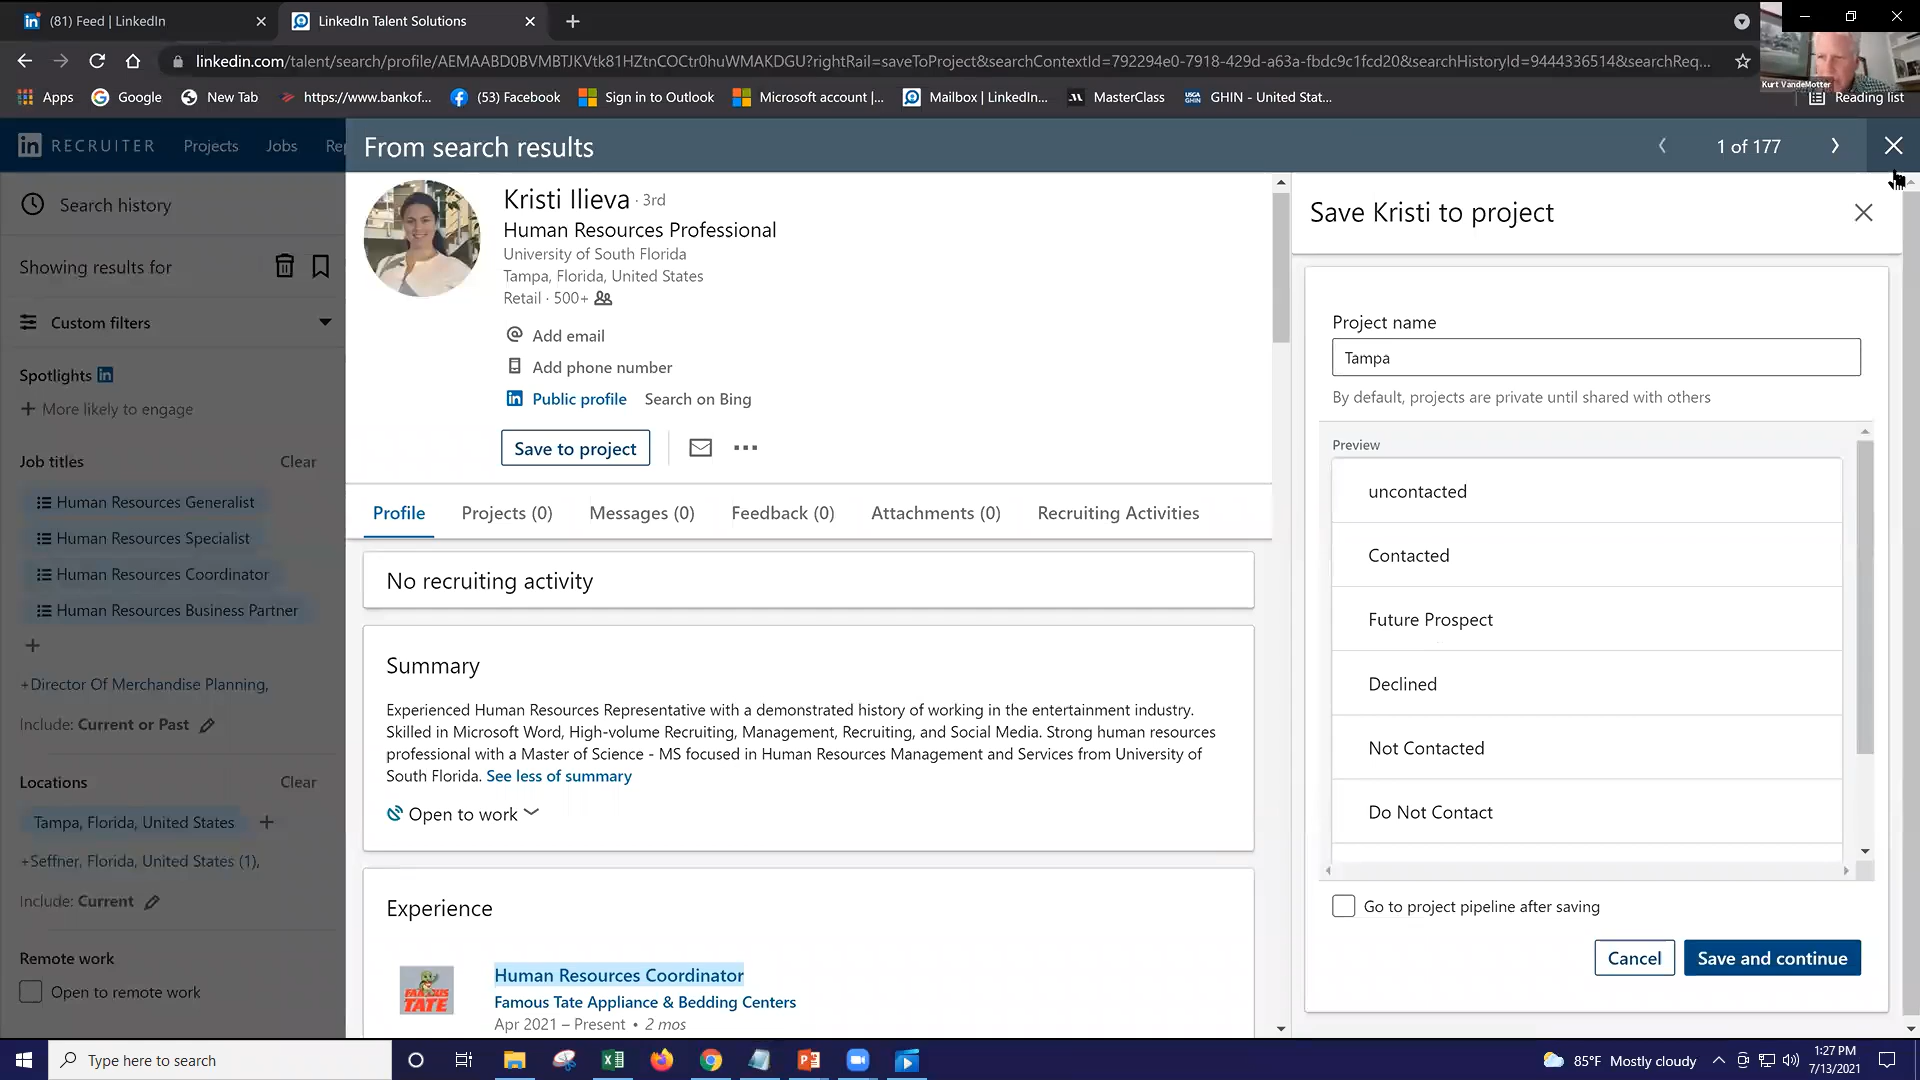 (81) Feed | LinkedIn
LinkedIn Talent Solutions
linkedin.com/talent/search/profile/AEMAABD0BVMBTJKVtk81HZtnCOCtr0huWMAKDGU?rightRail=saveToProject&searchContextId=792294e0-7918-429d-a63a-fbdc9c1fcd20&searchHistoryId=9444336514&searchReq...
Kurt VandeMotter
Apps
Google
New Tab
https://www.bankof...
(53) Facebook
Sign in to Outlook
Microsoft account |...
Mailbox | LinkedIn...
MasterClass
GHIN - United Stat...
Reading list
in RECRUITER
Projects
Jobs
Rep
From search results
1 of 177
Search history
Showing results for
Custom filters
Spotlights in
+ More likely to engage
Job titles
Clear
Human Resources Generalist
Human Resources Specialist
Human Resources Coordinator
Human Resources Business Partner
+
+Director Of Merchandise Planning,
Include: Current or Past
Locations
Clear
Tampa, Florida, United States +
+Seffner, Florida, United States (1),
Include: Current
Remote work
Open to remote work
Kristi Ilieva · 3rd
Human Resources Professional
University of South Florida
Tampa, Florida, United States
Retail · 500+
@ Add email
Add phone number
in Public profile
Search on Bing
Save to project
Profile
Projects (0)
Messages (0)
Feedback (0)
Attachments (0)
Recruiting Activities
No recruiting activity
Summary
Experienced Human Resources Representative with a demonstrated history of working in the entertainment industry.
Skilled in Microsoft Word, High-volume Recruiting, Management, Recruiting, and Social Media. Strong human resources
professional with a Master of Science - MS focused in Human Resources Management and Services from University of
South Florida. See less of summary
Open to work
Experience
FAMOUS
TATE
Human Resources Coordinator
Famous Tate Appliance & Bedding Centers
Apr 2021 – Present • 2 mos
Save Kristi to project
Project name
Tampa
By default, projects are private until shared with others
Preview
uncontacted
Contacted
Future Prospect
Declined
Not Contacted
Do Not Contact
Go to project pipeline after saving
Cancel
Save and continue
Type here to search
85°F Mostly cloudy
1:27 PM
7/13/2021